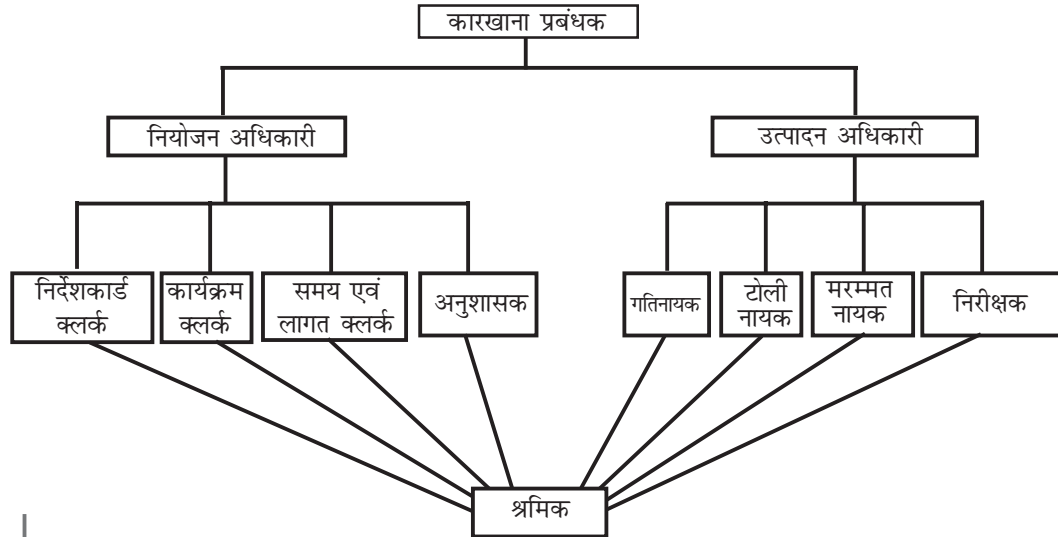 कारखाना प्रबंधक
नियोजन अधिकारी
उत्पादन अधिकारी
निर्देशकार्ड
क्लर्क
कार्यक्रम
क्लर्क
समय एवं
लागत क्लर्क
अनुशासक
गतिनायक
टोली
नायक
मरम्मत
नायक
निरीक्षक
श्रमिक